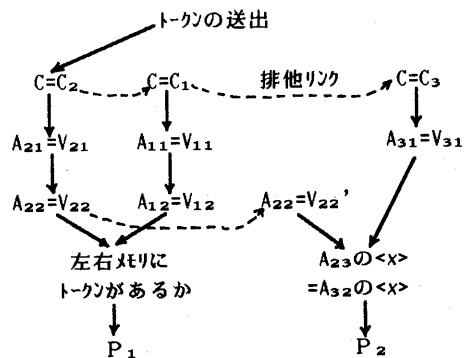 トークンの送出
C=C₂ C=C₁ 排他リンク C=C₃
A₂₁=V₂₁ A₁₁=V₁₁ A₃₁=V₃₁
A₂₂=V₂₂ A₁₂=V₁₂ A₂₂=V₂₂'
左右メモリに A₂₃の<x>
トークンがあるか =A₃₂の<x>
P₁ P₂